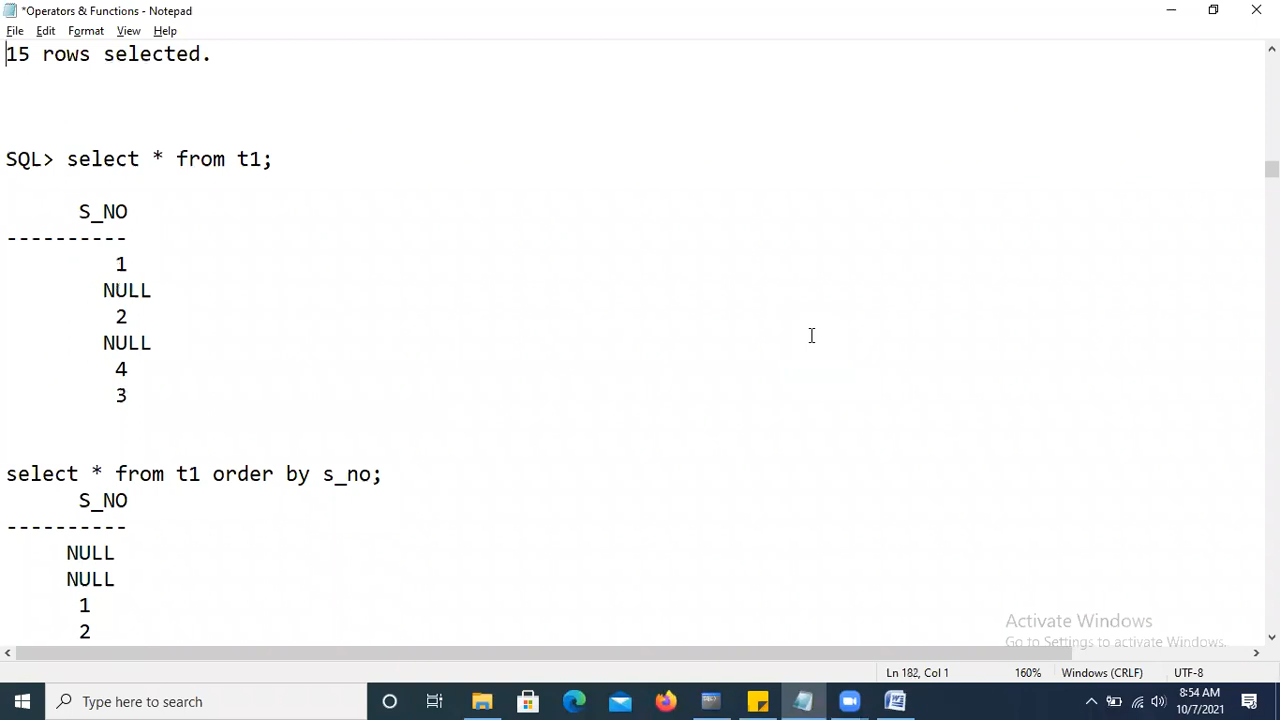 *Operators & Functions - Notepad
File Edit Format View Help
15 rows selected.
SQL> select * from t1;
S_NO
----------
1
NULL
2
NULL
4
3
select * from t1 order by s_no;
S_NO
----------
NULL
NULL
1
2
Activate Windows
Go to Settings to activate Windows.
Ln 182, Col 1 160% Windows (CRLF) UTF-8
Type here to search
8:54 AM
10/7/2021